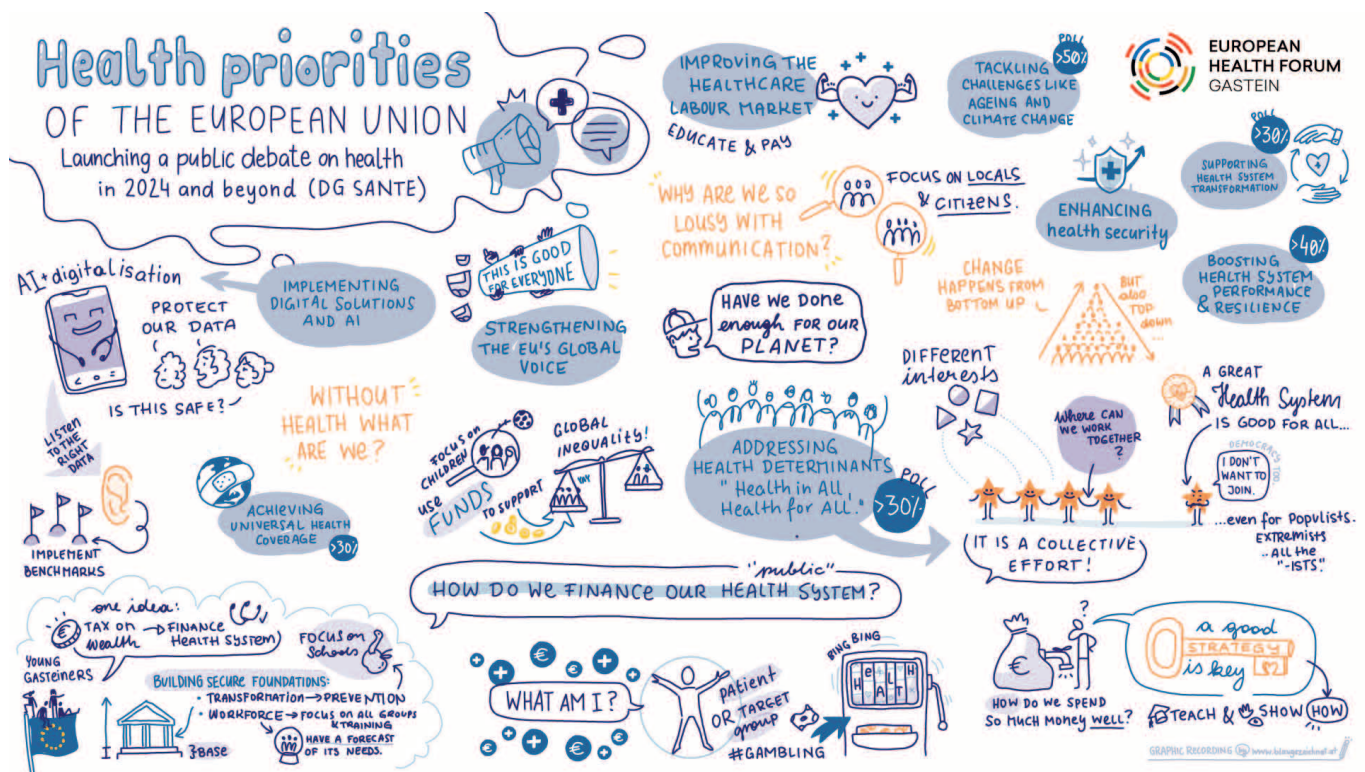 Health priorities
OF THE EUROPEAN UNION
Launching a public debate on health
in 2024 and beyond (DG SANTE)
IMPROVING THE
HEALTHCARE
LABOUR MARKET
EDUCATE & PAY
POLL
>50%
TACKLING
CHALLENGES LIKE
AGEING AND
CLIMATE CHANGE
EUROPEAN
HEALTH FORUM
GASTEIN
POLL
>30%
SUPPORTING
HEALTH SYSTEM
TRANSFORMATION
WHY ARE WE SO
LOUSY WITH
COMMUNICATION?
FOCUS ON LOCALS
& CITIZENS.
ENHANCING
health security
>40%
BOOSTING
HEALTH SYSTEM
PERFORMANCE
& RESILIENCE
AI+digitalisation
PROTECT
OUR DATA
IS THIS SAFE?
IMPLEMENTING
DIGITAL SOLUTIONS
AND AI
THIS IS GOOD
FOR EVERYONE
STRENGTHENING
THE EU'S GLOBAL
VOICE
HAVE WE DONE
enough FOR OUR
PLANET?
CHANGE
HAPPENS FROM
BOTTOM UP
BUT
also
TOP
down
...
LISTEN
TO THE
RIGHT
DATA
IMPLEMENT
BENCHMARKS
WITHOUT
HEALTH WHAT
ARE WE?
ACHIEVING
UNIVERSAL HEALTH
COVERAGE
>30%
FOCUS ON
CHILDREN
use
FUNDS
TO SUPPORT
GLOBAL
INEQUALITY!
ADDRESSING
HEALTH DETERMINANTS
"Health in All,
Health for All."
POLL
>30%
DIFFERENT
interests
Where CAN
WE WORK
TOGETHER
?
IT IS A COLLECTIVE
EFFORT!
A GREAT
Health System
IS GOOD FOR ALL...
DEMOCRACY TOO
I DON'T
WANT TO
JOIN.
...even for Populists.
EXTREMISTS
..ALL the
"-ISTS".
HOW DO WE FINANCE OUR "public" HEALTH SYSTEM?
one idea:
TAX on
Wealth → FINANCE
HEALTH SYSTEM
YOUNG
GASTEINERS
FOCUS on
Schools
BUILDING SECURE FOUNDATIONS:
• TRANSFORMATION → PREVENTION
• WORKFORCE → FOCUS ON ALL GROUPS
& TRAINING
HAVE A FORECAST
OF ITS NEEDS.
}BASE
WHAT AM I?
patient
OR TARGET
group
#GAMBLING
BING BING
HeALTH
HEALTH
?
HOW DO WE SPEND
SO MUCH MONEY WELL?
a good
STRATEGY
is key
TEACH & SHOW HOW
GRAPHIC RECORDING by www.blaugezeichnet.at